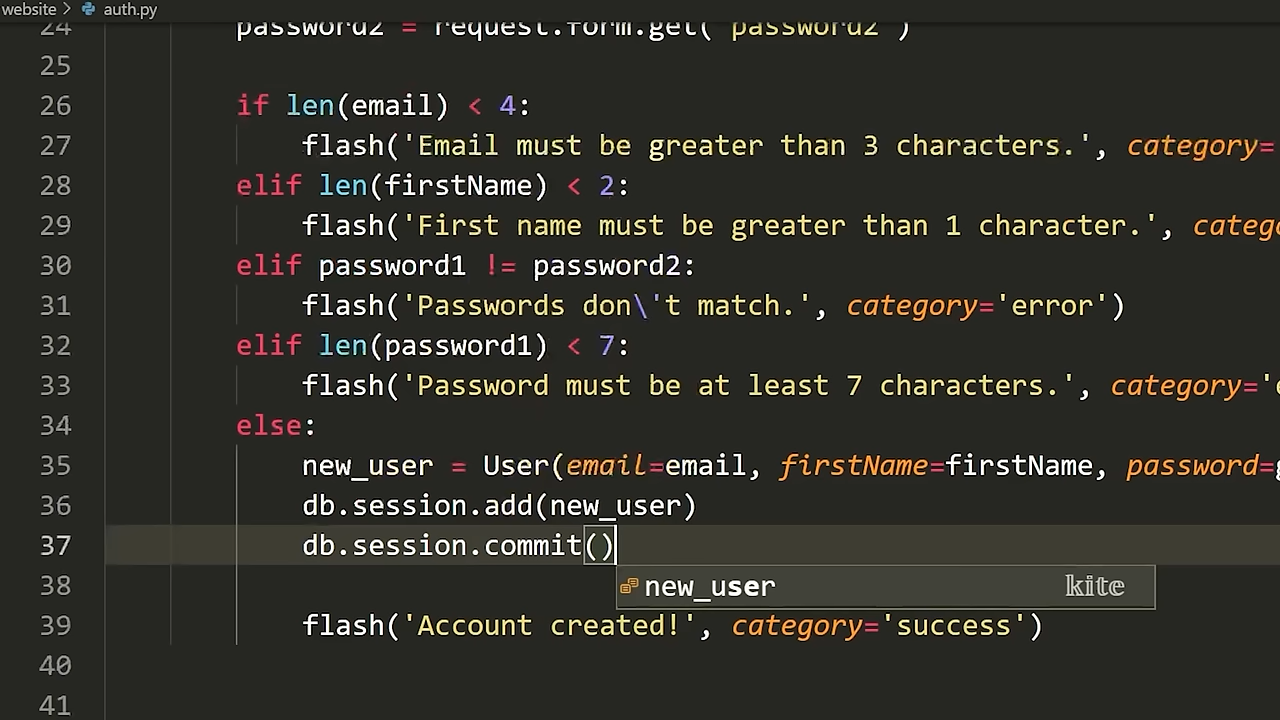 website > auth.py
24 password2 = request.form.get('password2')
25
26 if len(email) < 4:
27 flash('Email must be greater than 3 characters.', category=
28 elif len(firstName) < 2:
29 flash('First name must be greater than 1 character.', catego
30 elif password1 != password2:
31 flash('Passwords don\'t match.', category='error')
32 elif len(password1) < 7:
33 flash('Password must be at least 7 characters.', category='e
34 else:
35 new_user = User(email=email, firstName=firstName, password=g
36 db.session.add(new_user)
37 db.session.commit()
38 new_user kite
39 flash('Account created!', category='success')
40
41